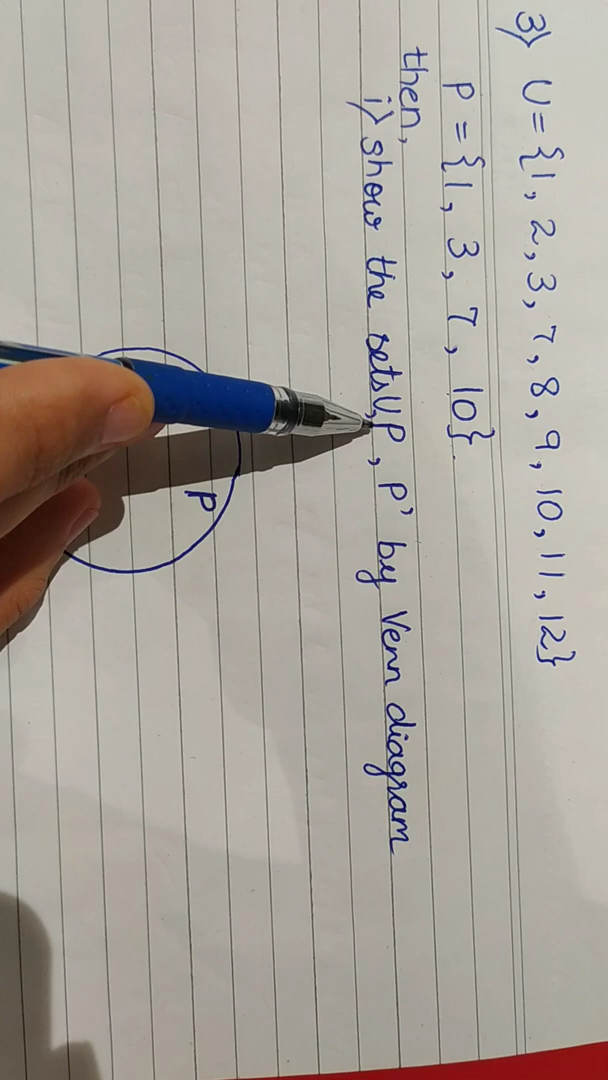 3) U = {1, 2, 3, 7, 8, 9, 10, 11, 12}
P = {1, 3, 7, 10}.
then,
i) show the sets U, P, P' by Venn diagram
P